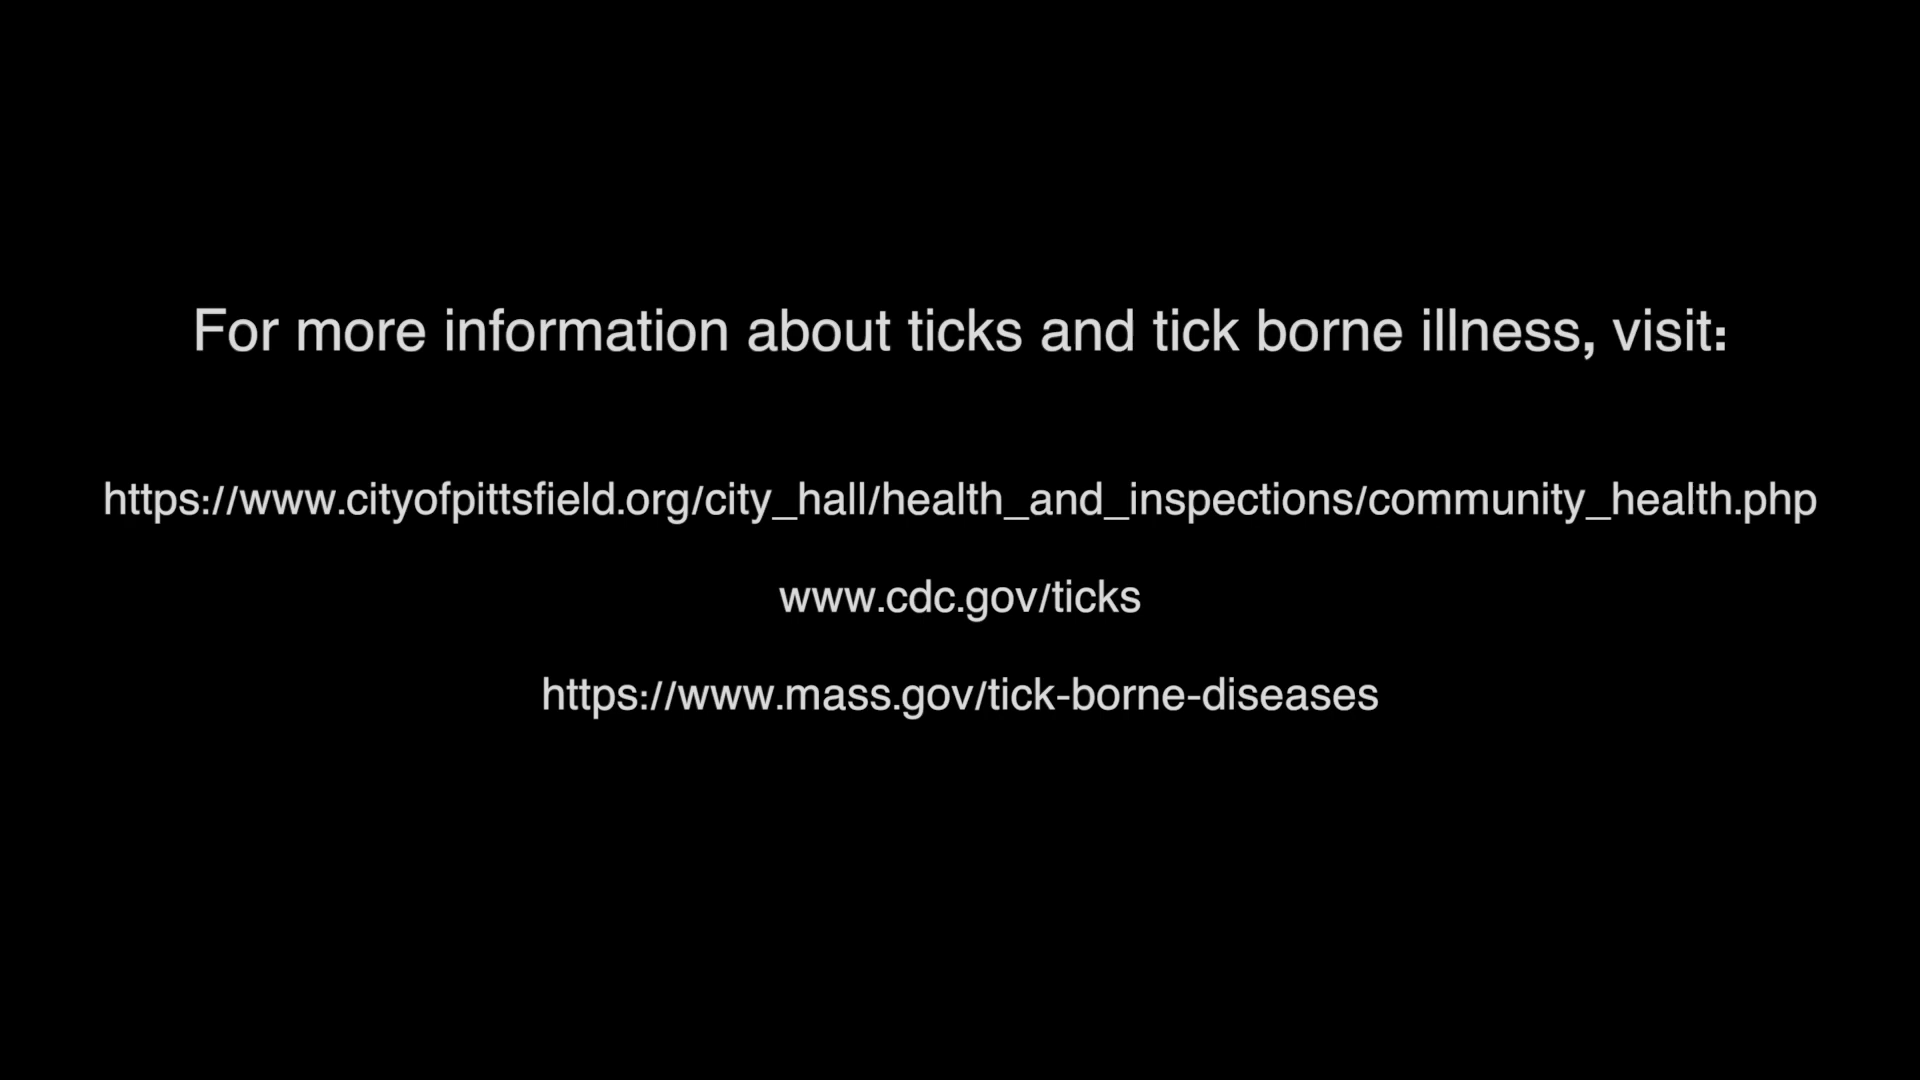 For more information about ticks and tick borne illness, visit:
https://www.cityofpittsfield.org/city_hall/health_and_inspections/community_health.php
www.cdc.gov/ticks
https://www.mass.gov/tick-borne-diseases